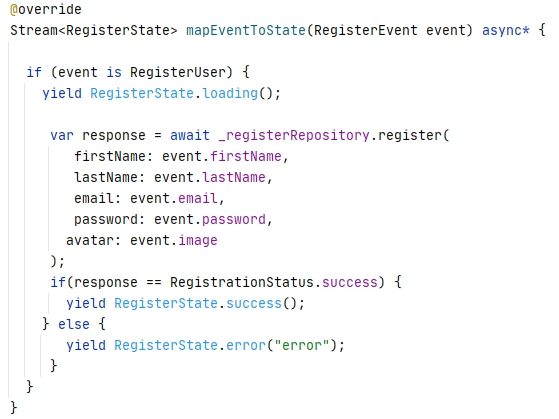 @override
Stream<RegisterState> mapEventToState(RegisterEvent event) async* {
if (event is RegisterUser) {
yield RegisterState.loading();
var response = await _registerRepository.register(
firstName: event.firstName,
lastName: event.lastName,
email: event.email,
password: event.password,
avatar: event.image
);
if(response == RegistrationStatus.success) {
yield RegisterState.success();
} else {
yield RegisterState.error("error");
}
}
}